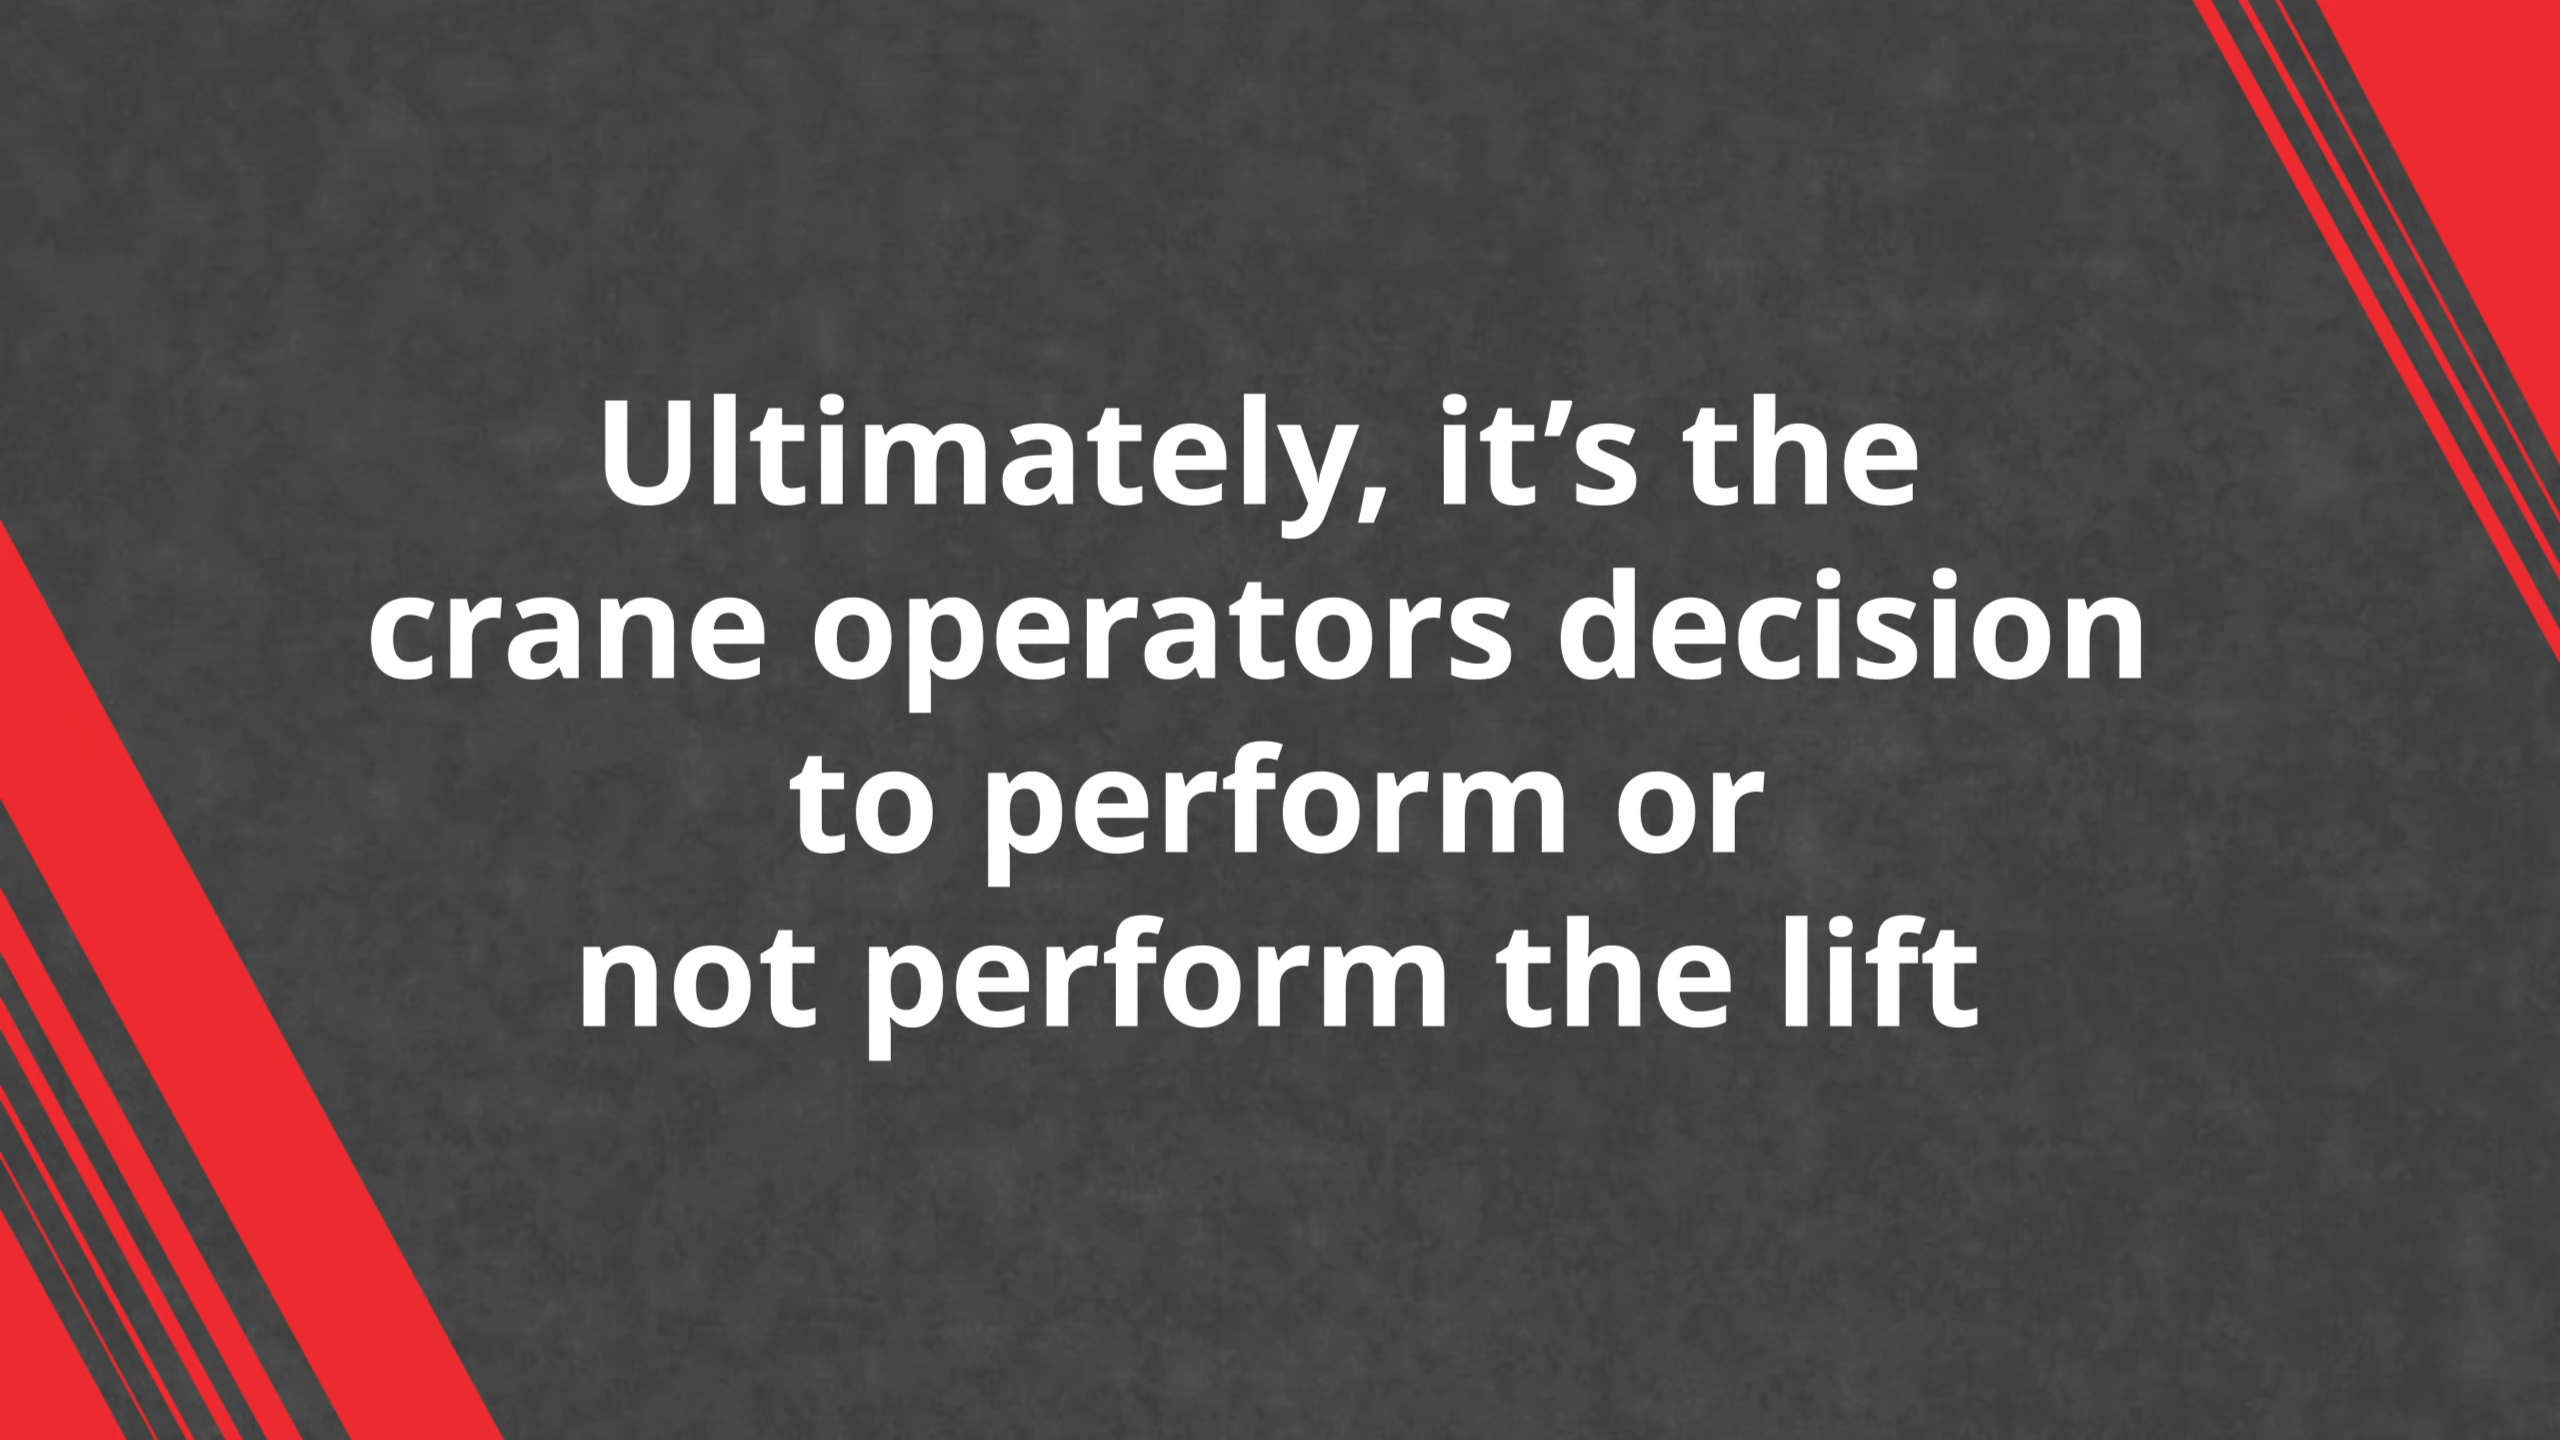 Ultimately, it’s the
crane operators decision
to perform or
not perform the lift